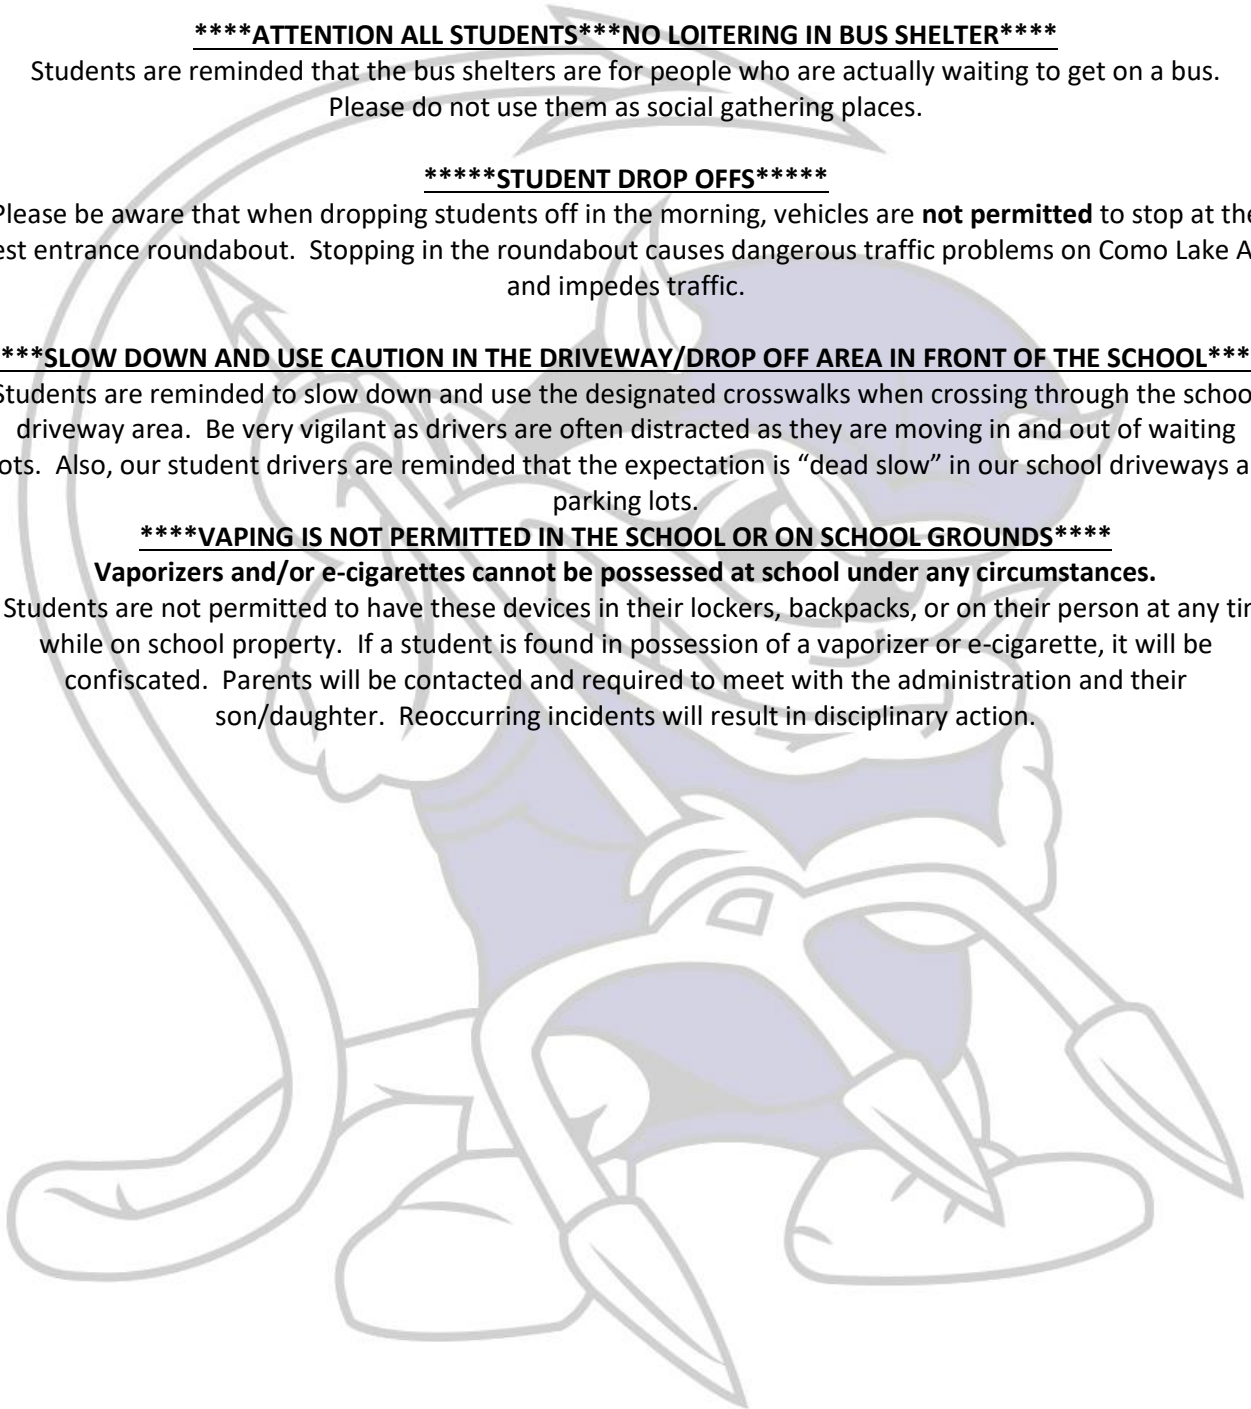 ****ATTENTION ALL STUDENTS***NO LOITERING IN BUS SHELTER****
Students are reminded that the bus shelters are for people who are actually waiting to get on a bus.
Please do not use them as social gathering places.
*****STUDENT DROP OFFS*****
Please be aware that when dropping students off in the morning, vehicles are not permitted to stop at the
est entrance roundabout. Stopping in the roundabout causes dangerous traffic problems on Como Lake A
and impedes traffic.
***SLOW DOWN AND USE CAUTION IN THE DRIVEWAY/DROP OFF AREA IN FRONT OF THE SCHOOL***
Students are reminded to slow down and use the designated crosswalks when crossing through the schoo
driveway area. Be very vigilant as drivers are often distracted as they are moving in and out of waiting
ots. Also, our student drivers are reminded that the expectation is “dead slow” in our school driveways a
parking lots.
****VAPING IS NOT PERMITTED IN THE SCHOOL OR ON SCHOOL GROUNDS****
Vaporizers and/or e-cigarettes cannot be possessed at school under any circumstances.
Students are not permitted to have these devices in their lockers, backpacks, or on their person at any tim
while on school property. If a student is found in possession of a vaporizer or e-cigarette, it will be
confiscated. Parents will be contacted and required to meet with the administration and their
son/daughter. Reoccurring incidents will result in disciplinary action.